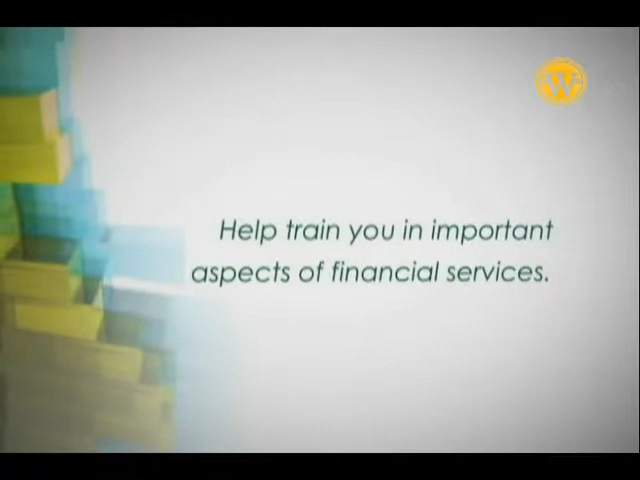 W
Help train you in important
aspects of financial services.